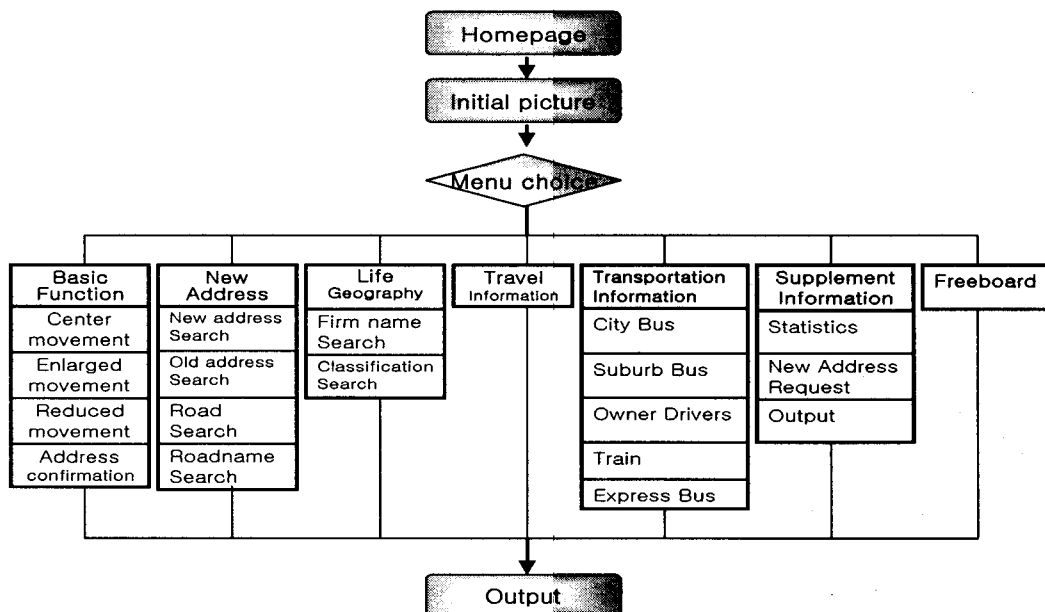 Homepage
Initial picture
Menu choice
Basic
Function
Center
movement
Enlarged
movement
Reduced
movement
Address
confirmation
New
Address
New address
Search
Old address
Search
Road
Search
Roadname
Search
Life
Geography
Firm name
Search
Classification
Search
Travel
Information
Transportation
Information
City Bus
Suburb Bus
Owner Drivers
Train
Express Bus
Supplement
Information
Statistics
New Address
Request
Output
Freeboard
Output